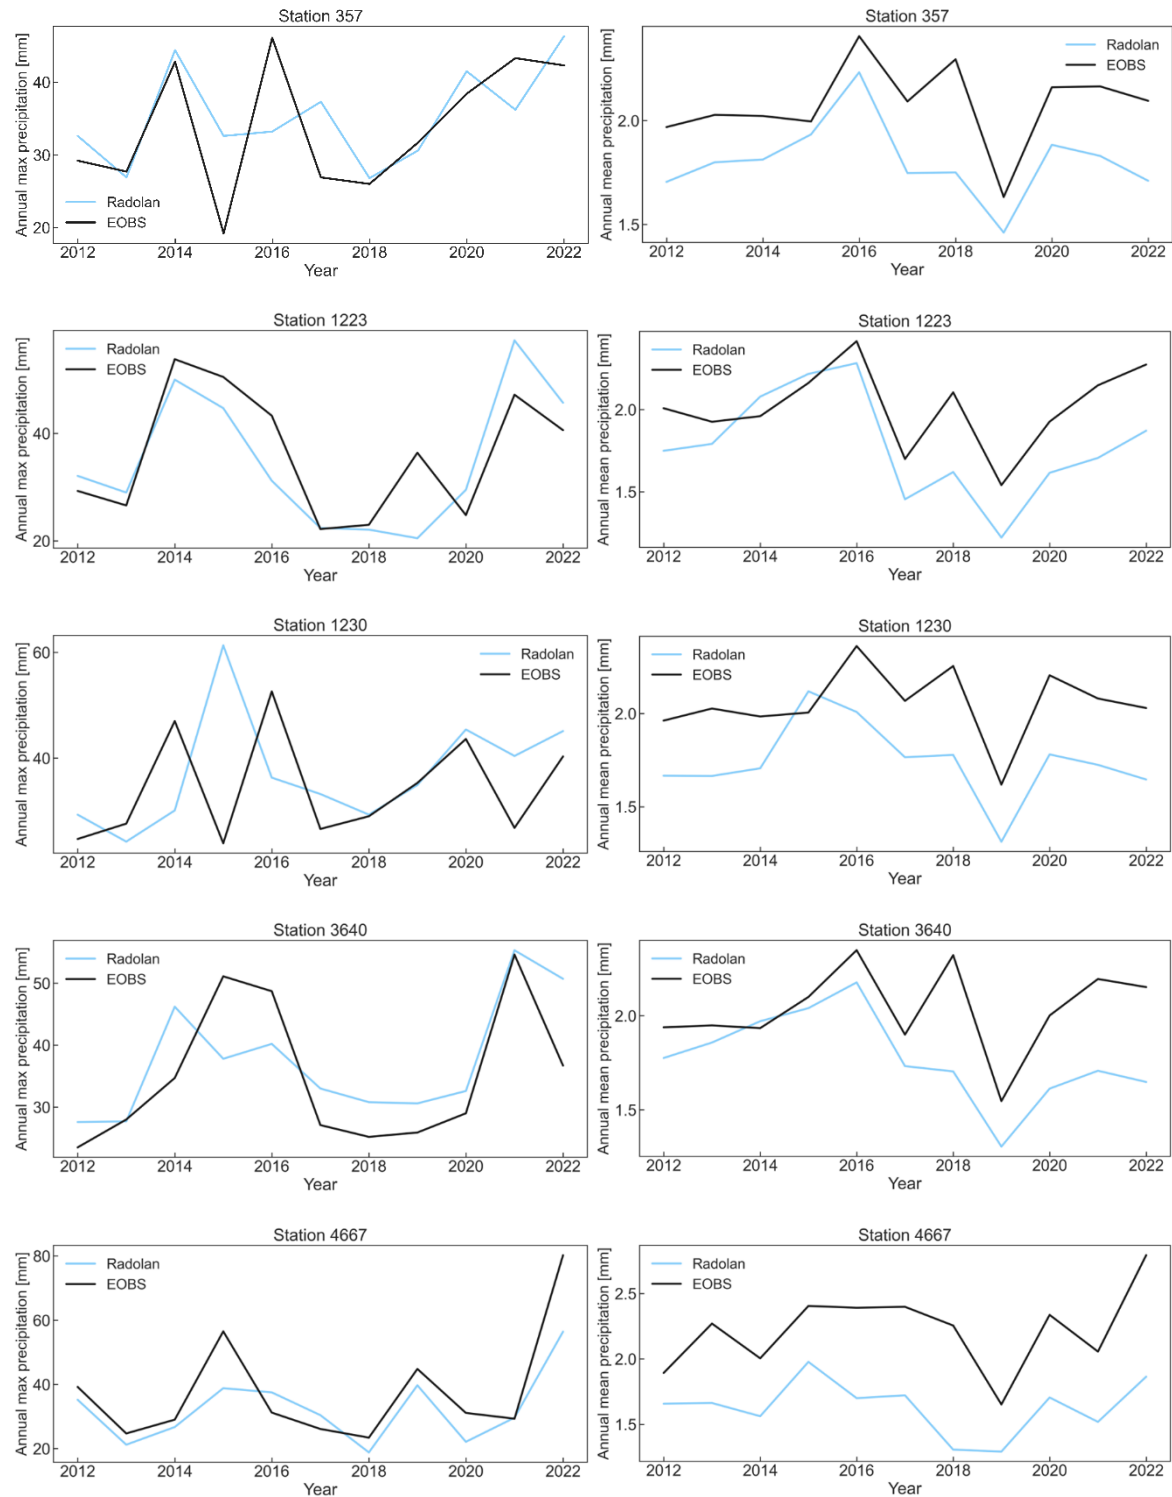 Station 357
Annual max precipitation [mm]
40
30
20
Radolan
EOBS
2012 2014 2016 2018 2020 2022
Year
Station 357
Annual mean precipitation [mm]
2.0
1.5
Radolan
EOBS
2012 2014 2016 2018 2020 2022
Year
Station 1223
Annual max precipitation [mm]
40
20
Radolan
EOBS
2012 2014 2016 2018 2020 2022
Year
Station 1223
Annual mean precipitation [mm]
2.0
1.5
Radolan
EOBS
2012 2014 2016 2018 2020 2022
Year
Station 1230
Annual max precipitation [mm]
60
40
Radolan
EOBS
2012 2014 2016 2018 2020 2022
Year
Station 1230
Annual mean precipitation [mm]
2.0
1.5
Radolan
EOBS
2012 2014 2016 2018 2020 2022
Year
Station 3640
Annual max precipitation [mm]
50
40
30
Radolan
EOBS
2012 2014 2016 2018 2020 2022
Year
Station 3640
Annual mean precipitation [mm]
2.0
1.5
Radolan
EOBS
2012 2014 2016 2018 2020 2022
Year
Station 4667
Annual max precipitation [mm]
80
60
40
20
Radolan
EOBS
2012 2014 2016 2018 2020 2022
Year
Station 4667
Annual mean precipitation [mm]
2.5
2.0
1.5
Radolan
EOBS
2012 2014 2016 2018 2020 2022
Year